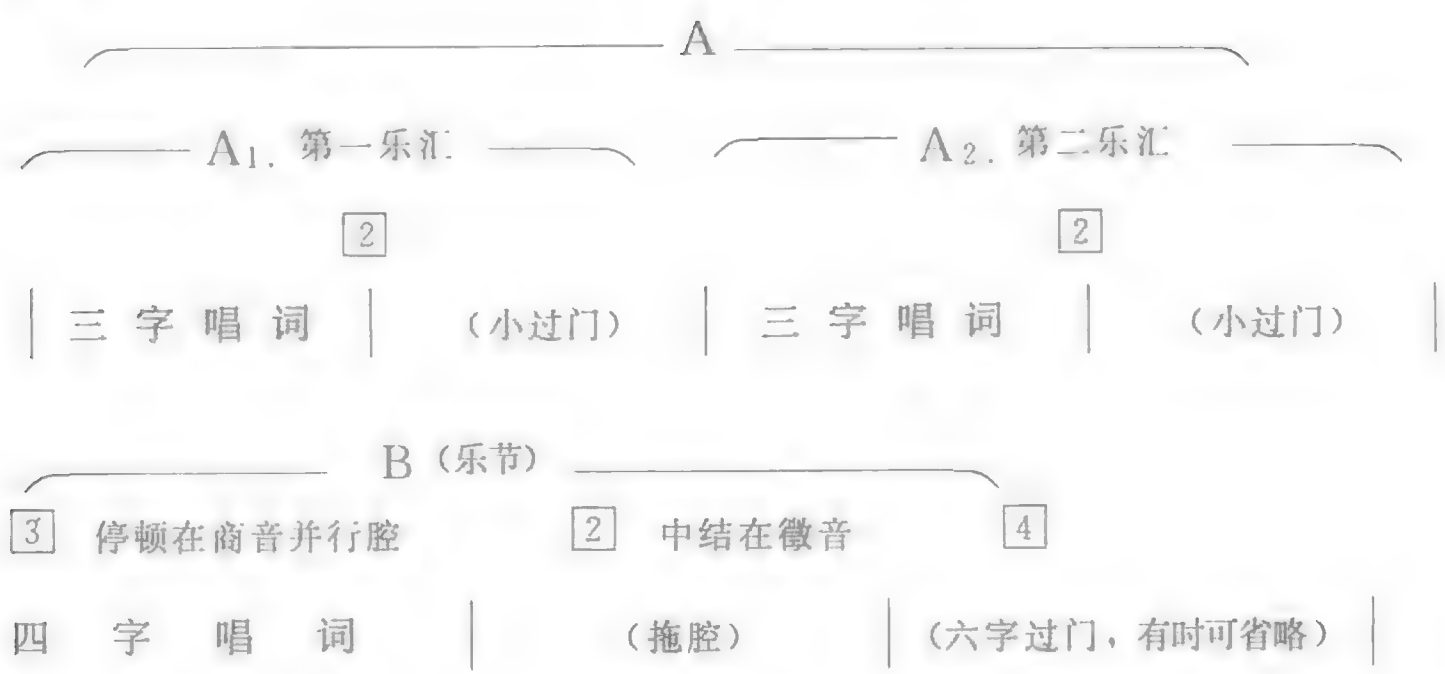 A
A1. 第一乐汇 A2. 第二乐汇
2 2
三字唱词 （小过门） 三字唱词 （小过门）
B（乐节）
3 停顿在商音并行腔 2 中结在徵音 4
四字唱词 （拖腔） （六字过门，有时可省略）